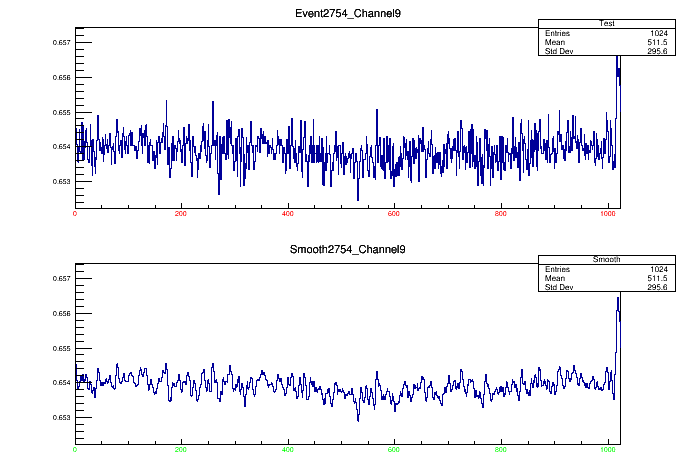 Event2754_Channel9
Test
Entries 1024
Mean 511.5
Std Dev 295.6
0.657
0.656
0.655
0.654
0.653
0 200 400 600 800 1000
Smooth2754_Channel9
Smooth
Entries 1024
Mean 511.5
Std Dev 295.6
0.657
0.656
0.655
0.654
0.653
0 200 400 600 800 1000